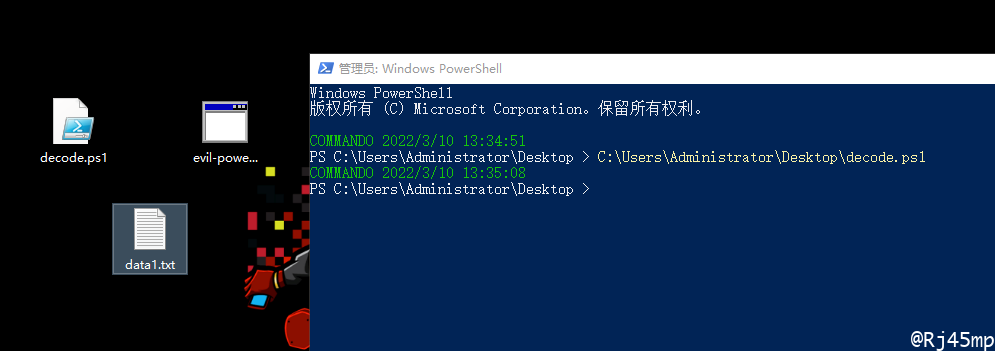 管理员: Windows PowerShell
Windows PowerShell
版权所有 (C) Microsoft Corporation。保留所有权利。
COMMANDO 2022/3/10 13:34:51
PS C:\Users\Administrator\Desktop > C:\Users\Administrator\Desktop\decode.ps1
COMMANDO 2022/3/10 13:35:08
PS C:\Users\Administrator\Desktop >
decode.ps1
evil-powe...
data1.txt
@Rj45mp